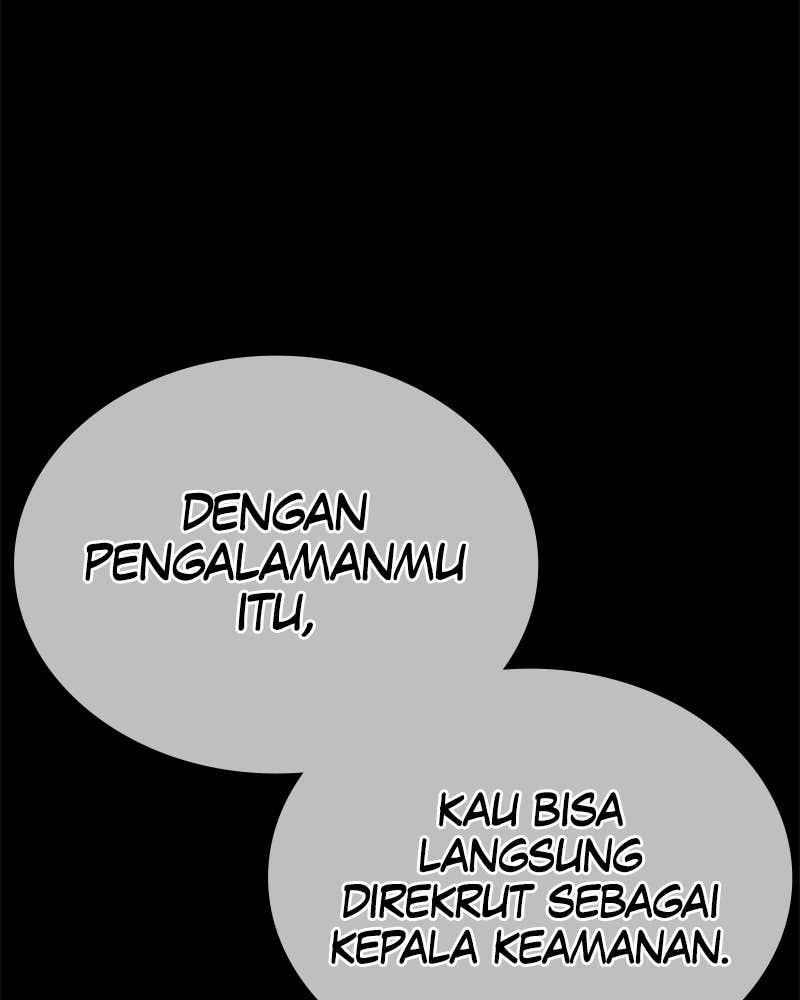 DENGAN
PENGALAMANMU
ITU,
KAU BISA
LANGSUNG
DIREKRUT SEBAGAI
KEPALA KEAMANAN.